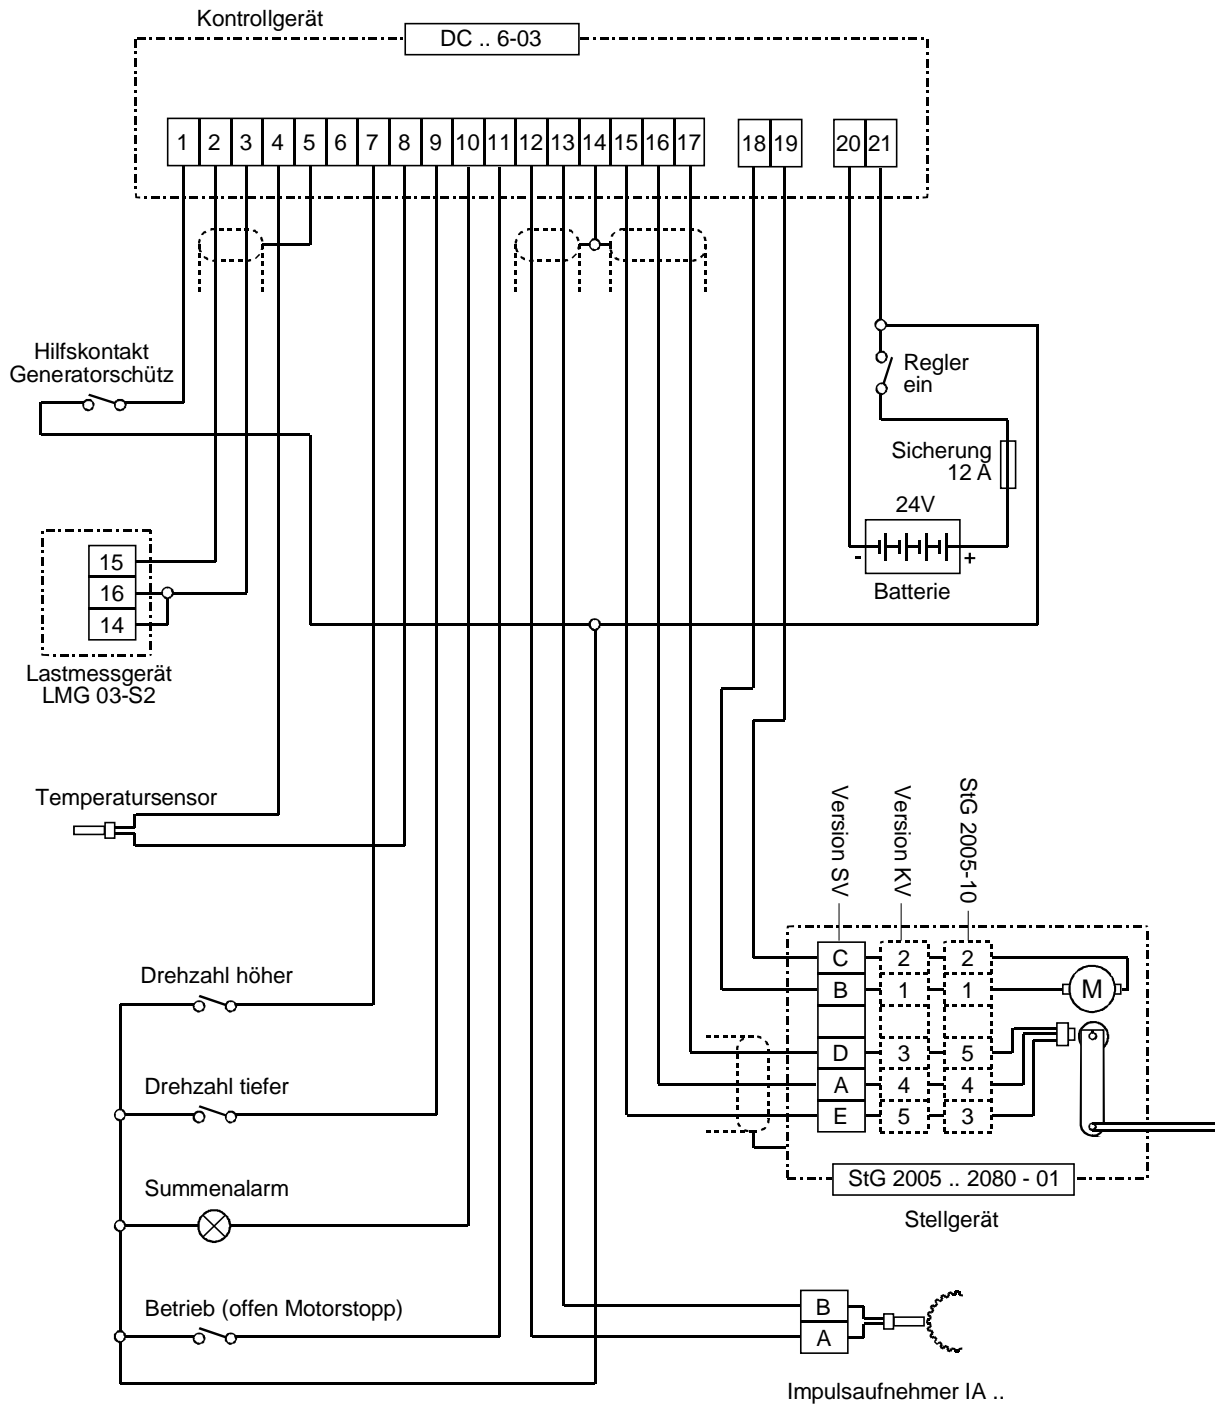 Kontrollgerät
DC .. 6-03
1 2 3 4 5 6 7 8 9 10 11 12 13 14 15 16 17 18 19 20 21
Hilfskontakt
Generatorschütz
Regler
ein
Sicherung
12 A
24V
- +
Batterie
15
16
14
Lastmessgerät
LMG 03-S2
Temperatursensor
Version SV
Version KV
StG 2005-10
C 2 2
B 1 1
M
D 3 5
A 4 4
E 5 3
StG 2005 .. 2080 - 01
Stellgerät
Drehzahl höher
Drehzahl tiefer
Summenalarm
Betrieb (offen Motorstopp)
B
A
Impulsaufnehmer IA ..